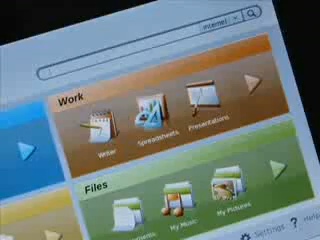 internet
Work
Writer
Spreadsheets
Presentations
Files
My Music
My Pictures
Settings ? Help